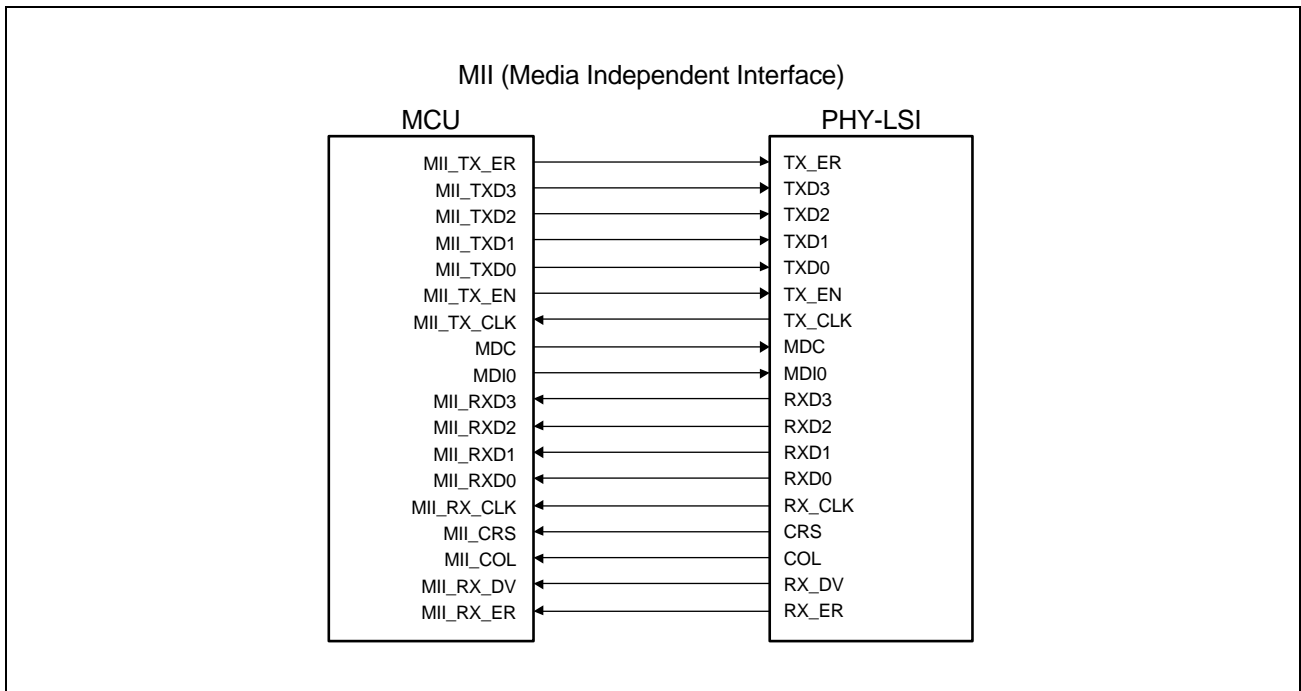 MII (Media Independent Interface)
MCU PHY-LSI
MII_TX_ER TX_ER
MII_TXD3 TXD3
MII_TXD2 TXD2
MII_TXD1 TXD1
MII_TXD0 TXD0
MII_TX_EN TX_EN
MII_TX_CLK TX_CLK
MDC MDC
MDI0 MDI0
MII_RXD3 RXD3
MII_RXD2 RXD2
MII_RXD1 RXD1
MII_RXD0 RXD0
MII_RX_CLK RX_CLK
MII_CRS CRS
MII_COL COL
MII_RX_DV RX_DV
MII_RX_ER RX_ER